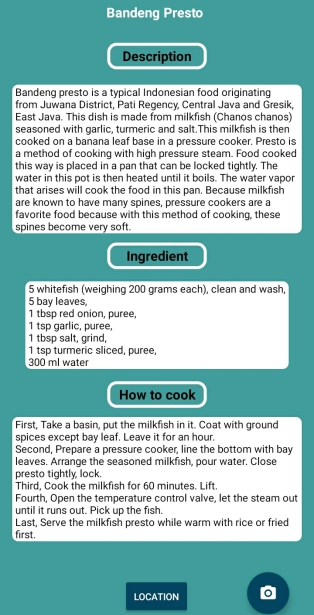 Bandeng Presto
Description
Bandeng presto is a typical Indonesian food originating
from Juwana District, Pati Regency, Central Java and Gresik,
East Java. This dish is made from milkfish (Chanos chanos)
seasoned with garlic, turmeric and salt.This milkfish is then
cooked on a banana leaf base in a pressure cooker. Presto is
a method of cooking with high pressure steam. Food cooked
this way is placed in a pan that can be locked tightly. The
water in this pot is then heated until it boils. The water vapor
that arises will cook the food in this pan. Because milkfish
are known to have many spines, pressure cookers are a
favorite food because with this method of cooking, these
spines become very soft.
Ingredient
5 whitefish (weighing 200 grams each), clean and wash,
5 bay leaves,
1 tbsp red onion, puree,
1 tsp garlic, puree,
1 tbsp salt, grind,
1 tsp turmeric sliced, puree,
300 ml water
How to cook
First, Take a basin, put the milkfish in it. Coat with ground
spices except bay leaf. Leave it for an hour.
Second, Prepare a pressure cooker, line the bottom with bay
leaves. Arrange the seasoned milkfish, pour water. Close
presto tightly, lock.
Third, Cook the milkfish for 60 minutes. Lift.
Fourth, Open the temperature control valve, let the steam out
until it runs out. Pick up the fish.
Last, Serve the milkfish presto while warm with rice or fried
first.
LOCATION